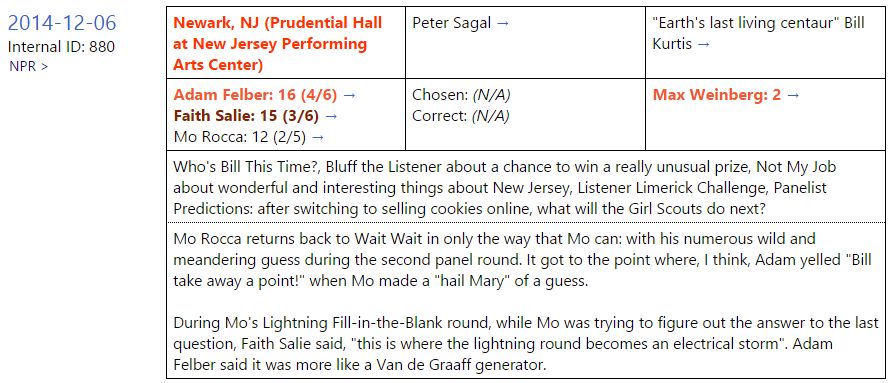 2014-12-06
Internal ID: 880
NPR >
Newark, NJ (Prudential Hall
at New Jersey Performing
Arts Center)
Peter Sagal →
"Earth's last living centaur" Bill
Kurtis →
Adam Felber: 16 (4/6) →
Faith Salie: 15 (3/6) →
Mo Rocca: 12 (2/5) →
Chosen: (N/A)
Correct: (N/A)
Max Weinberg: 2 →
Who's Bill This Time?, Bluff the Listener about a chance to win a really unusual prize, Not My Job
about wonderful and interesting things about New Jersey, Listener Limerick Challenge, Panelist
Predictions: after switching to selling cookies online, what will the Girl Scouts do next?
Mo Rocca returns back to Wait Wait in only the way that Mo can: with his numerous wild and
meandering guess during the second panel round. It got to the point where, I think, Adam yelled "Bill
take away a point!" when Mo made a "hail Mary" of a guess.
During Mo's Lightning Fill-in-the-Blank round, while Mo was trying to figure out the answer to the last
question, Faith Salie said, "this is where the lightning round becomes an electrical storm". Adam
Felber said it was more like a Van de Graaff generator.